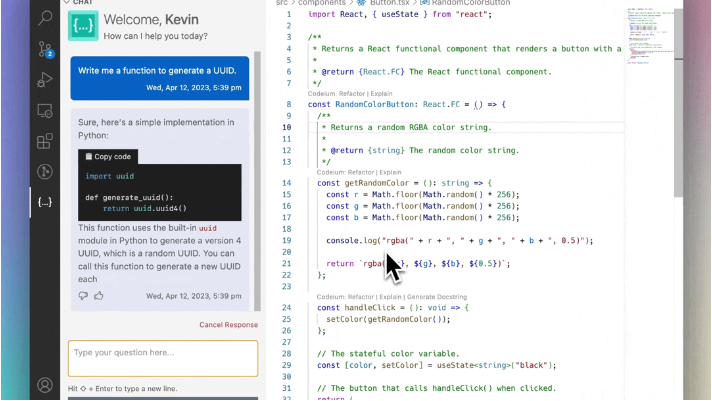 CHAT
Welcome, Kevin
How can I help you today?
Write me a function to generate a UUID.
Wed, Apr 12, 2023, 5:39 pm
Sure, here's a simple implementation in
Python:
Copy code
import uuid
def generate_uuid():
return uuid.uuid4()
This function uses the built-in uuid
module in Python to generate a version 4
UUID, which is a random UUID. You can
call this function to generate a new UUID
each
Wed, Apr 12, 2023, 5:39 pm
Cancel Response
Type your question here...
Hit ⇧ + Enter to type a new line.
2
{...}
src > components > Button.tsx > RandomColorButton
1 import React, { useState } from "react";
2
3 /**
4 * Returns a React functional component that renders a button with a
5 *
6 * @return {React.FC} The React functional component.
7 */
Codeium: Refactor | Explain
8 const RandomColorButton: React.FC = () => {
9 /**
10 * Returns a random RGBA color string.
11 *
12 * @return {string} The random color string.
13 */
Codeium: Refactor | Explain
14 const getRandomColor = (): string => {
15 const r = Math.floor(Math.random() * 256);
16 const g = Math.floor(Math.random() * 256);
17 const b = Math.floor(Math.random() * 256);
18
19 console.log("rgba(" + r + ", " + g + ", " + b + ", 0.5)");
20
21 return `rgba( }, ${g}, ${b}, ${0.5})`;
22 };
23
Codeium: Refactor | Explain | Generate Docstring
24 const handleClick = (): void => {
25 setColor(getRandomColor());
26 };
27
28 // The stateful color variable.
29 const [color, setColor] = useState<string>("black");
30
31 // The button that calls handleClick() when clicked.
32 return (